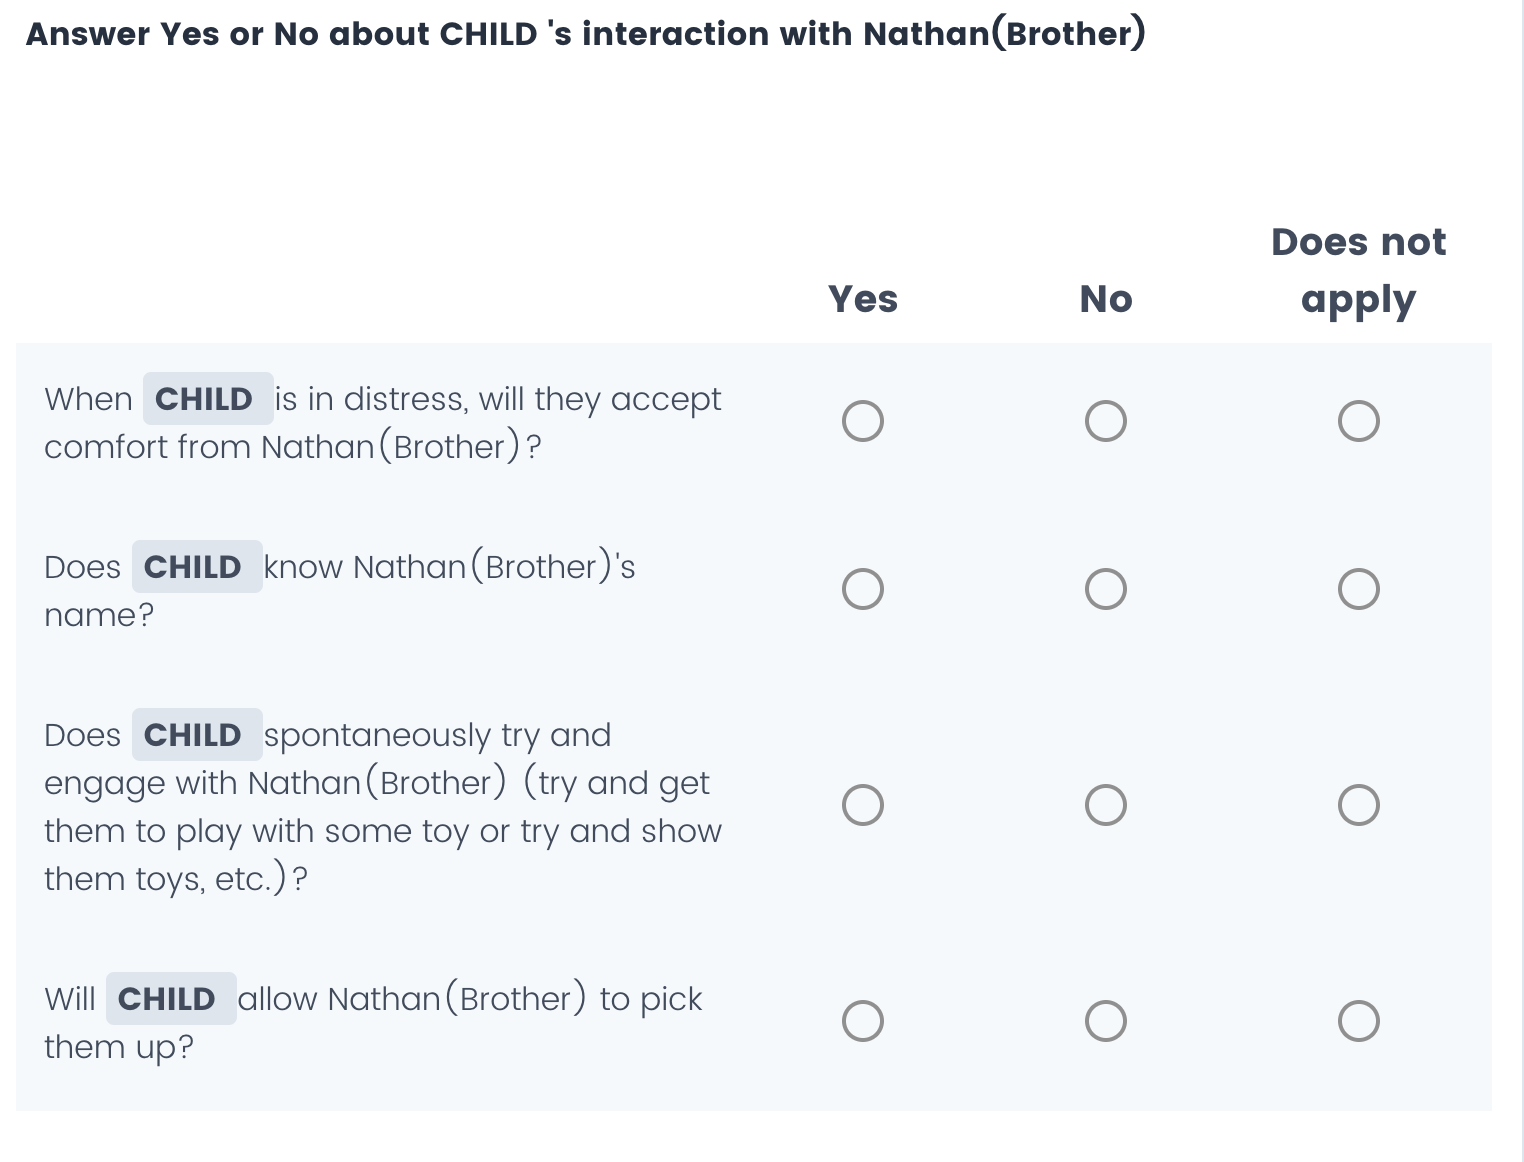 Answer Yes or No about CHILD 's interaction with Nathan(Brother)
Does not
Yes No apply
When CHILD is in distress, will they accept
comfort from Nathan(Brother)?
Does CHILD know Nathan(Brother)'s
name?
Does CHILD spontaneously try and
engage with Nathan(Brother) (try and get
them to play with some toy or try and show
them toys, etc.)?
Will CHILD allow Nathan(Brother) to pick
them up?